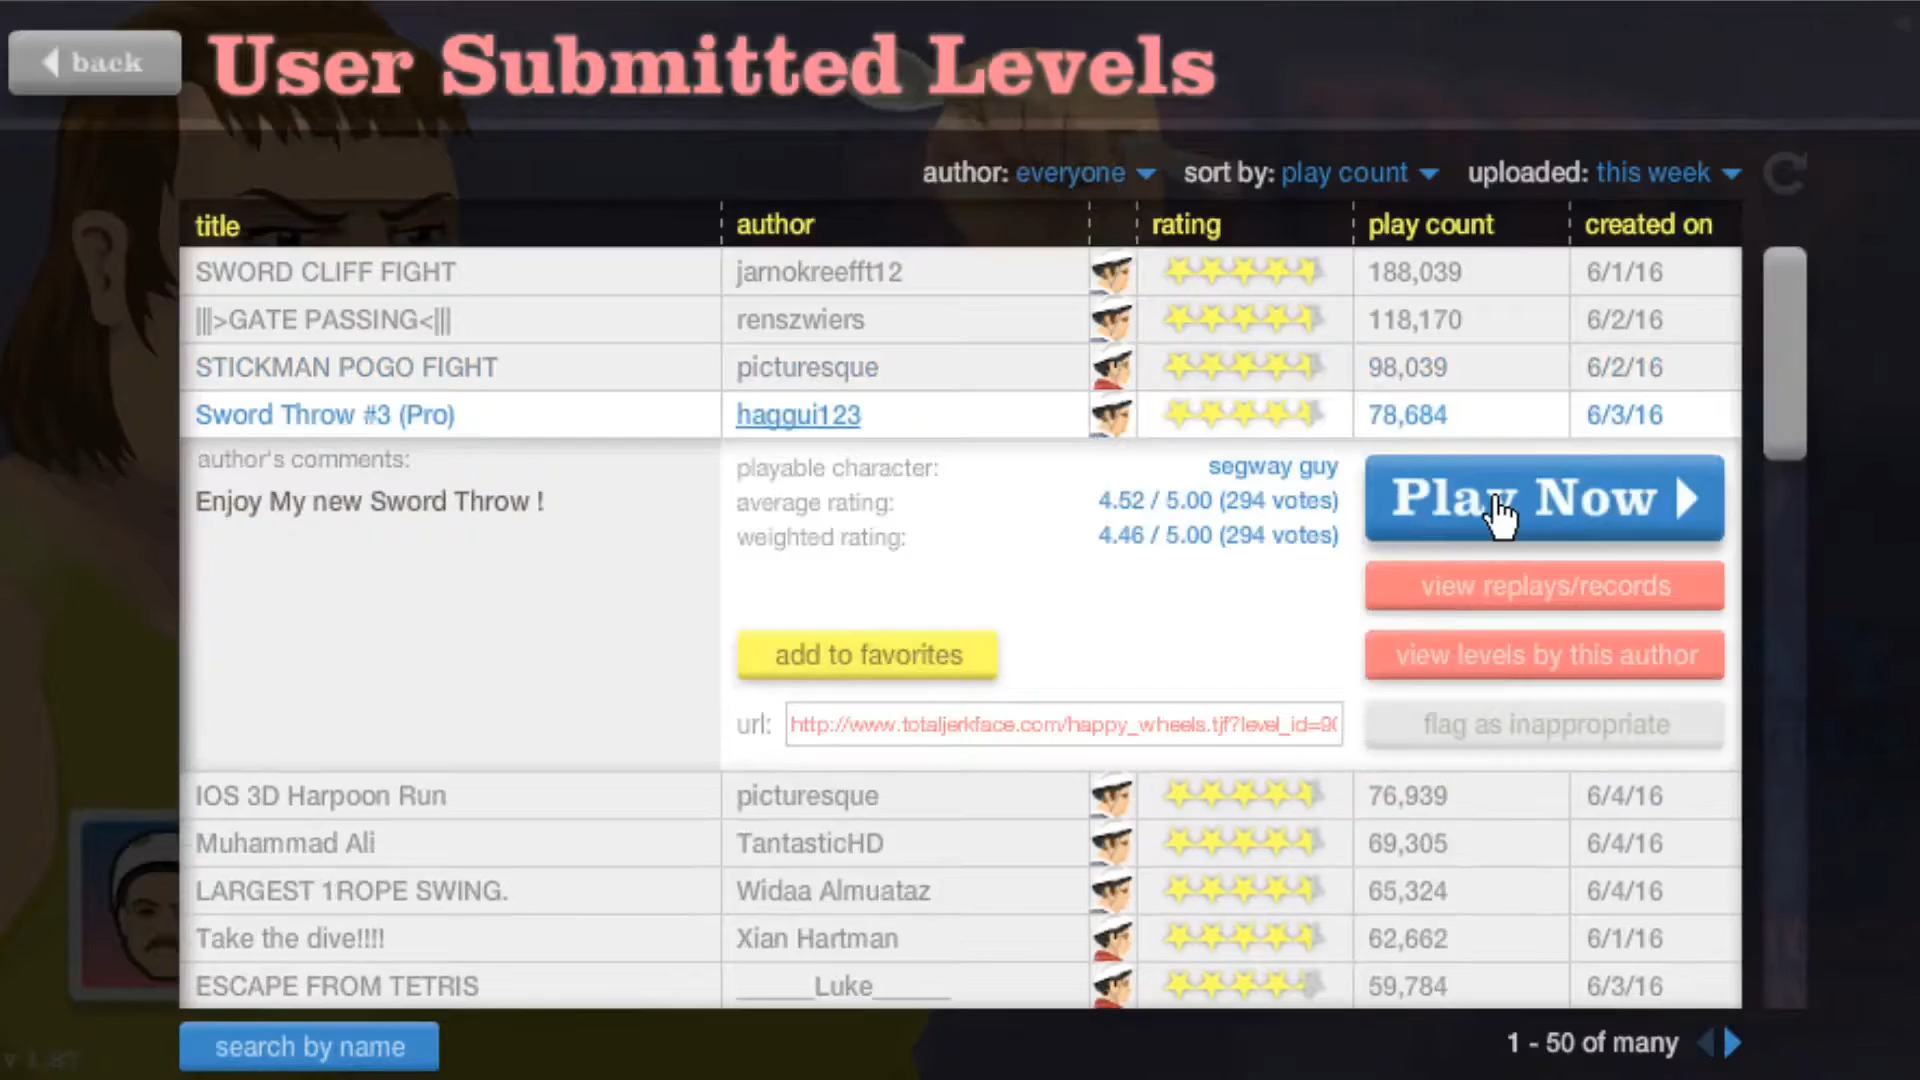 back
User Submitted Levels
author: everyone sort by: play count uploaded: this week
title author rating play count created on
SWORD CLIFF FIGHT jarnokreefft12 188,039 6/1/16
|||>GATE PASSING<||| renszwiers 118,170 6/2/16
STICKMAN POGO FIGHT picturesque 98,039 6/2/16
Sword Throw #3 (Pro) haggui123 78,684 6/3/16
author's comments:
Enjoy My new Sword Throw !
playable character: segway guy
average rating: 4.52 / 5.00 (294 votes)
weighted rating: 4.46 / 5.00 (294 votes)
Play Now
view replays/records
add to favorites
view levels by this author
url: http://www.totaljerkface.com/happy_wheels.tjf?level_id=90
flag as inappropriate
IOS 3D Harpoon Run picturesque 76,939 6/4/16
Muhammad Ali TantasticHD 69,305 6/4/16
LARGEST 1ROPE SWING. Widaa Almuataz 65,324 6/4/16
Take the dive!!!! Xian Hartman 62,662 6/1/16
ESCAPE FROM TETRIS ______Luke______ 59,784 6/3/16
search by name
1 - 50 of many
v 1.87